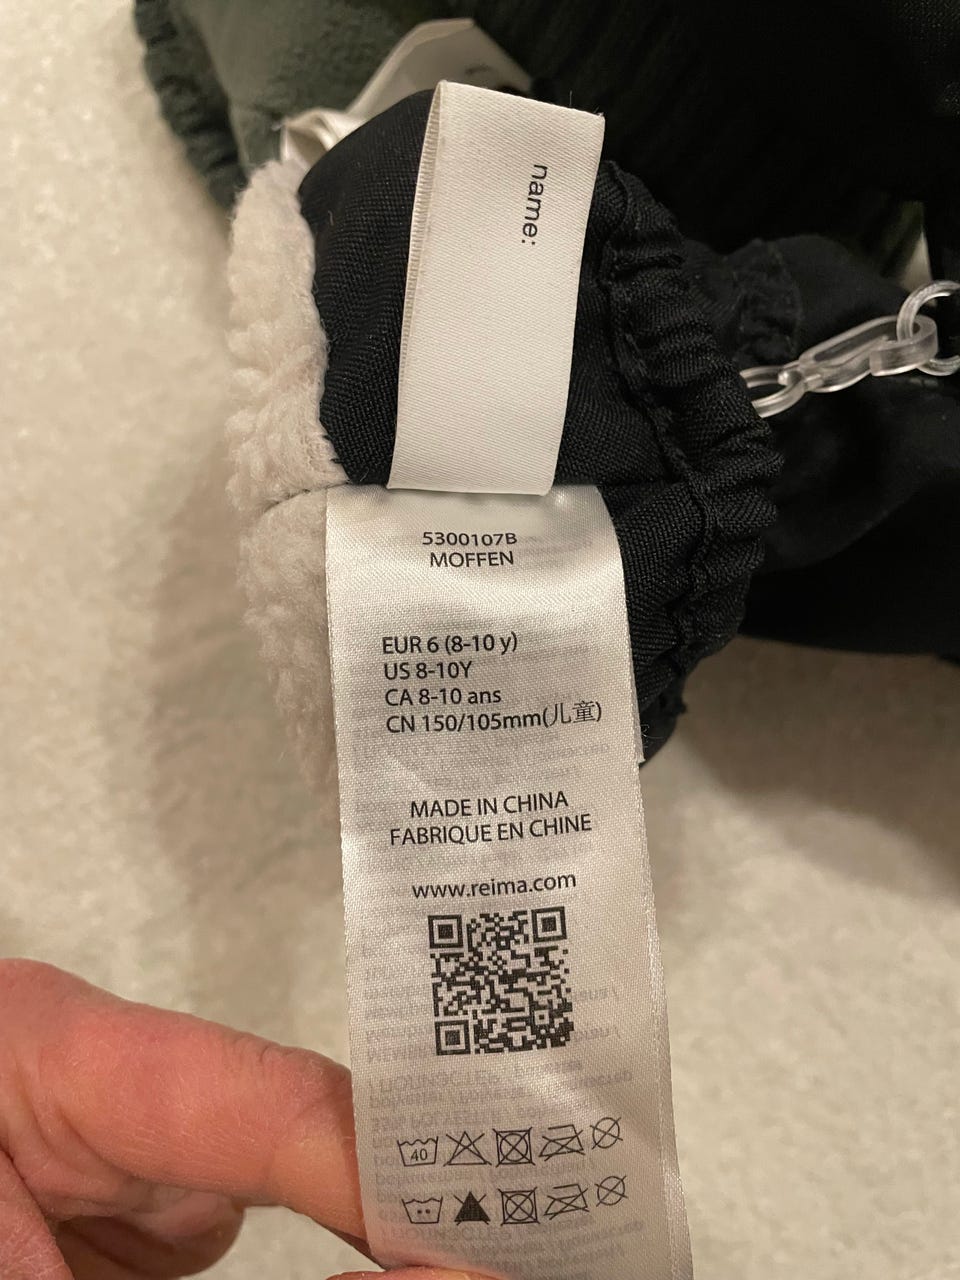 name:
5300107B
MOFFEN
EUR 6 (8-10 y)
US 8-10Y
CA 8-10 ans
CN 150/105mm(儿童)
MADE IN CHINA
FABRIQUE EN CHINE
www.reima.com
40